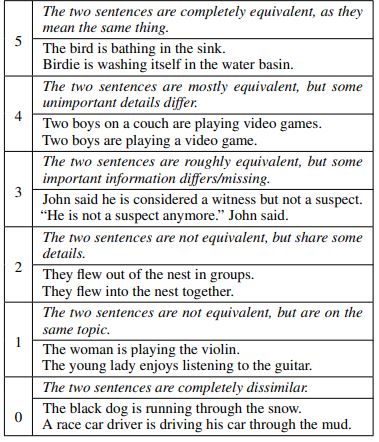 5
The two sentences are completely equivalent, as they
mean the same thing.
The bird is bathing in the sink.
Birdie is washing itself in the water basin.
4
The two sentences are mostly equivalent, but some
unimportant details differ.
Two boys on a couch are playing video games.
Two boys are playing a video game.
3
The two sentences are roughly equivalent, but some
important information differs/missing.
John said he is considered a witness but not a suspect.
“He is not a suspect anymore.” John said.
2
The two sentences are not equivalent, but share some
details.
They flew out of the nest in groups.
They flew into the nest together.
1
The two sentences are not equivalent, but are on the
same topic.
The woman is playing the violin.
The young lady enjoys listening to the guitar.
0
The two sentences are completely dissimilar.
The black dog is running through the snow.
A race car driver is driving his car through the mud.